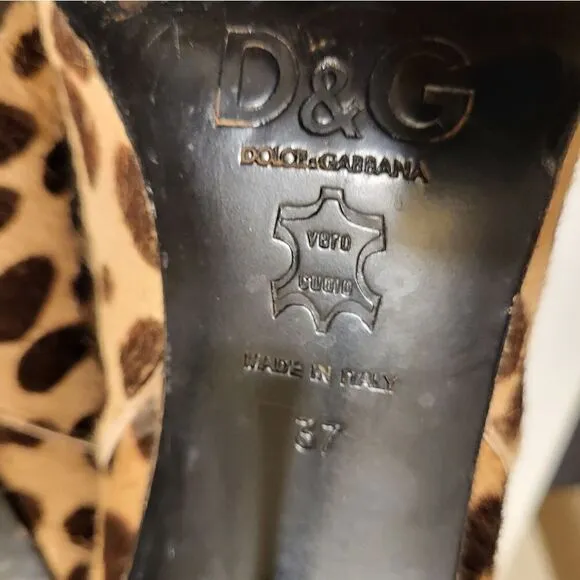 D&G
DOLCE & GABBANA
VERO
CUOIO
MADE IN ITALY
37